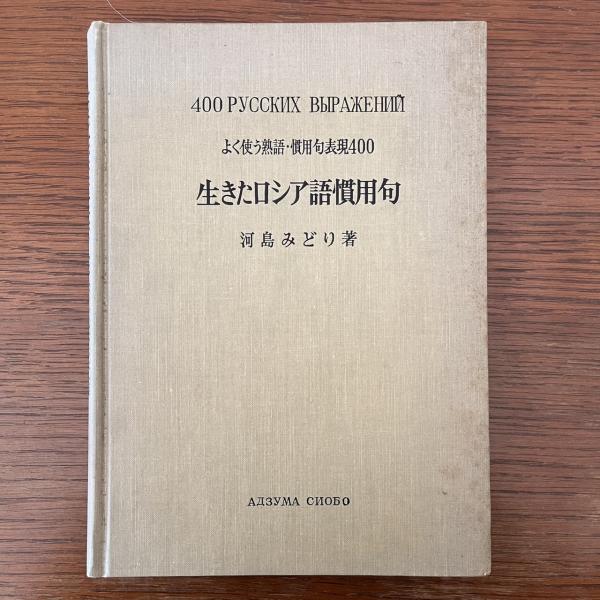 400 РУССКИХ ВЫРАЖЕНИЙ
よく使う熟語・慣用句表現400
生きたロシア語慣用句
河島みどり著
АДЗУМА СИОБО